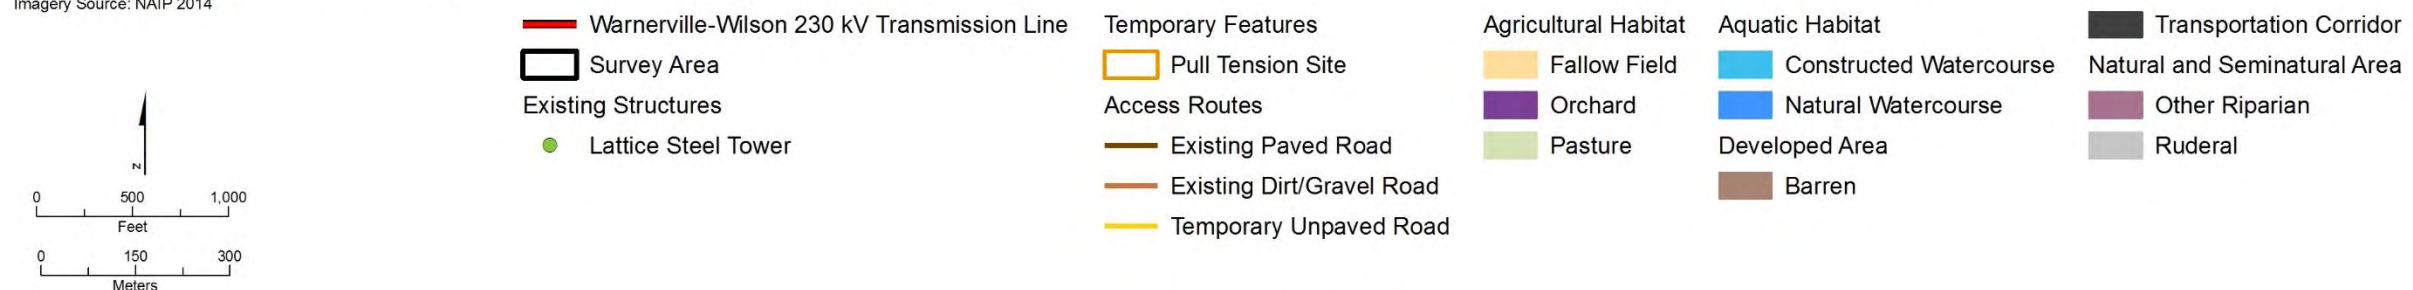 Imagery Source: NAIP 2014
N
0 500 1,000
Feet
0 150 300
Meters
Warnerville-Wilson 230 kV Transmission Line
Survey Area
Existing Structures
Lattice Steel Tower
Temporary Features
Pull Tension Site
Access Routes
Existing Paved Road
Existing Dirt/Gravel Road
Temporary Unpaved Road
Agricultural Habitat
Fallow Field
Orchard
Pasture
Aquatic Habitat
Constructed Watercourse
Natural Watercourse
Developed Area
Barren
Transportation Corridor
Natural and Seminatural Area
Other Riparian
Ruderal